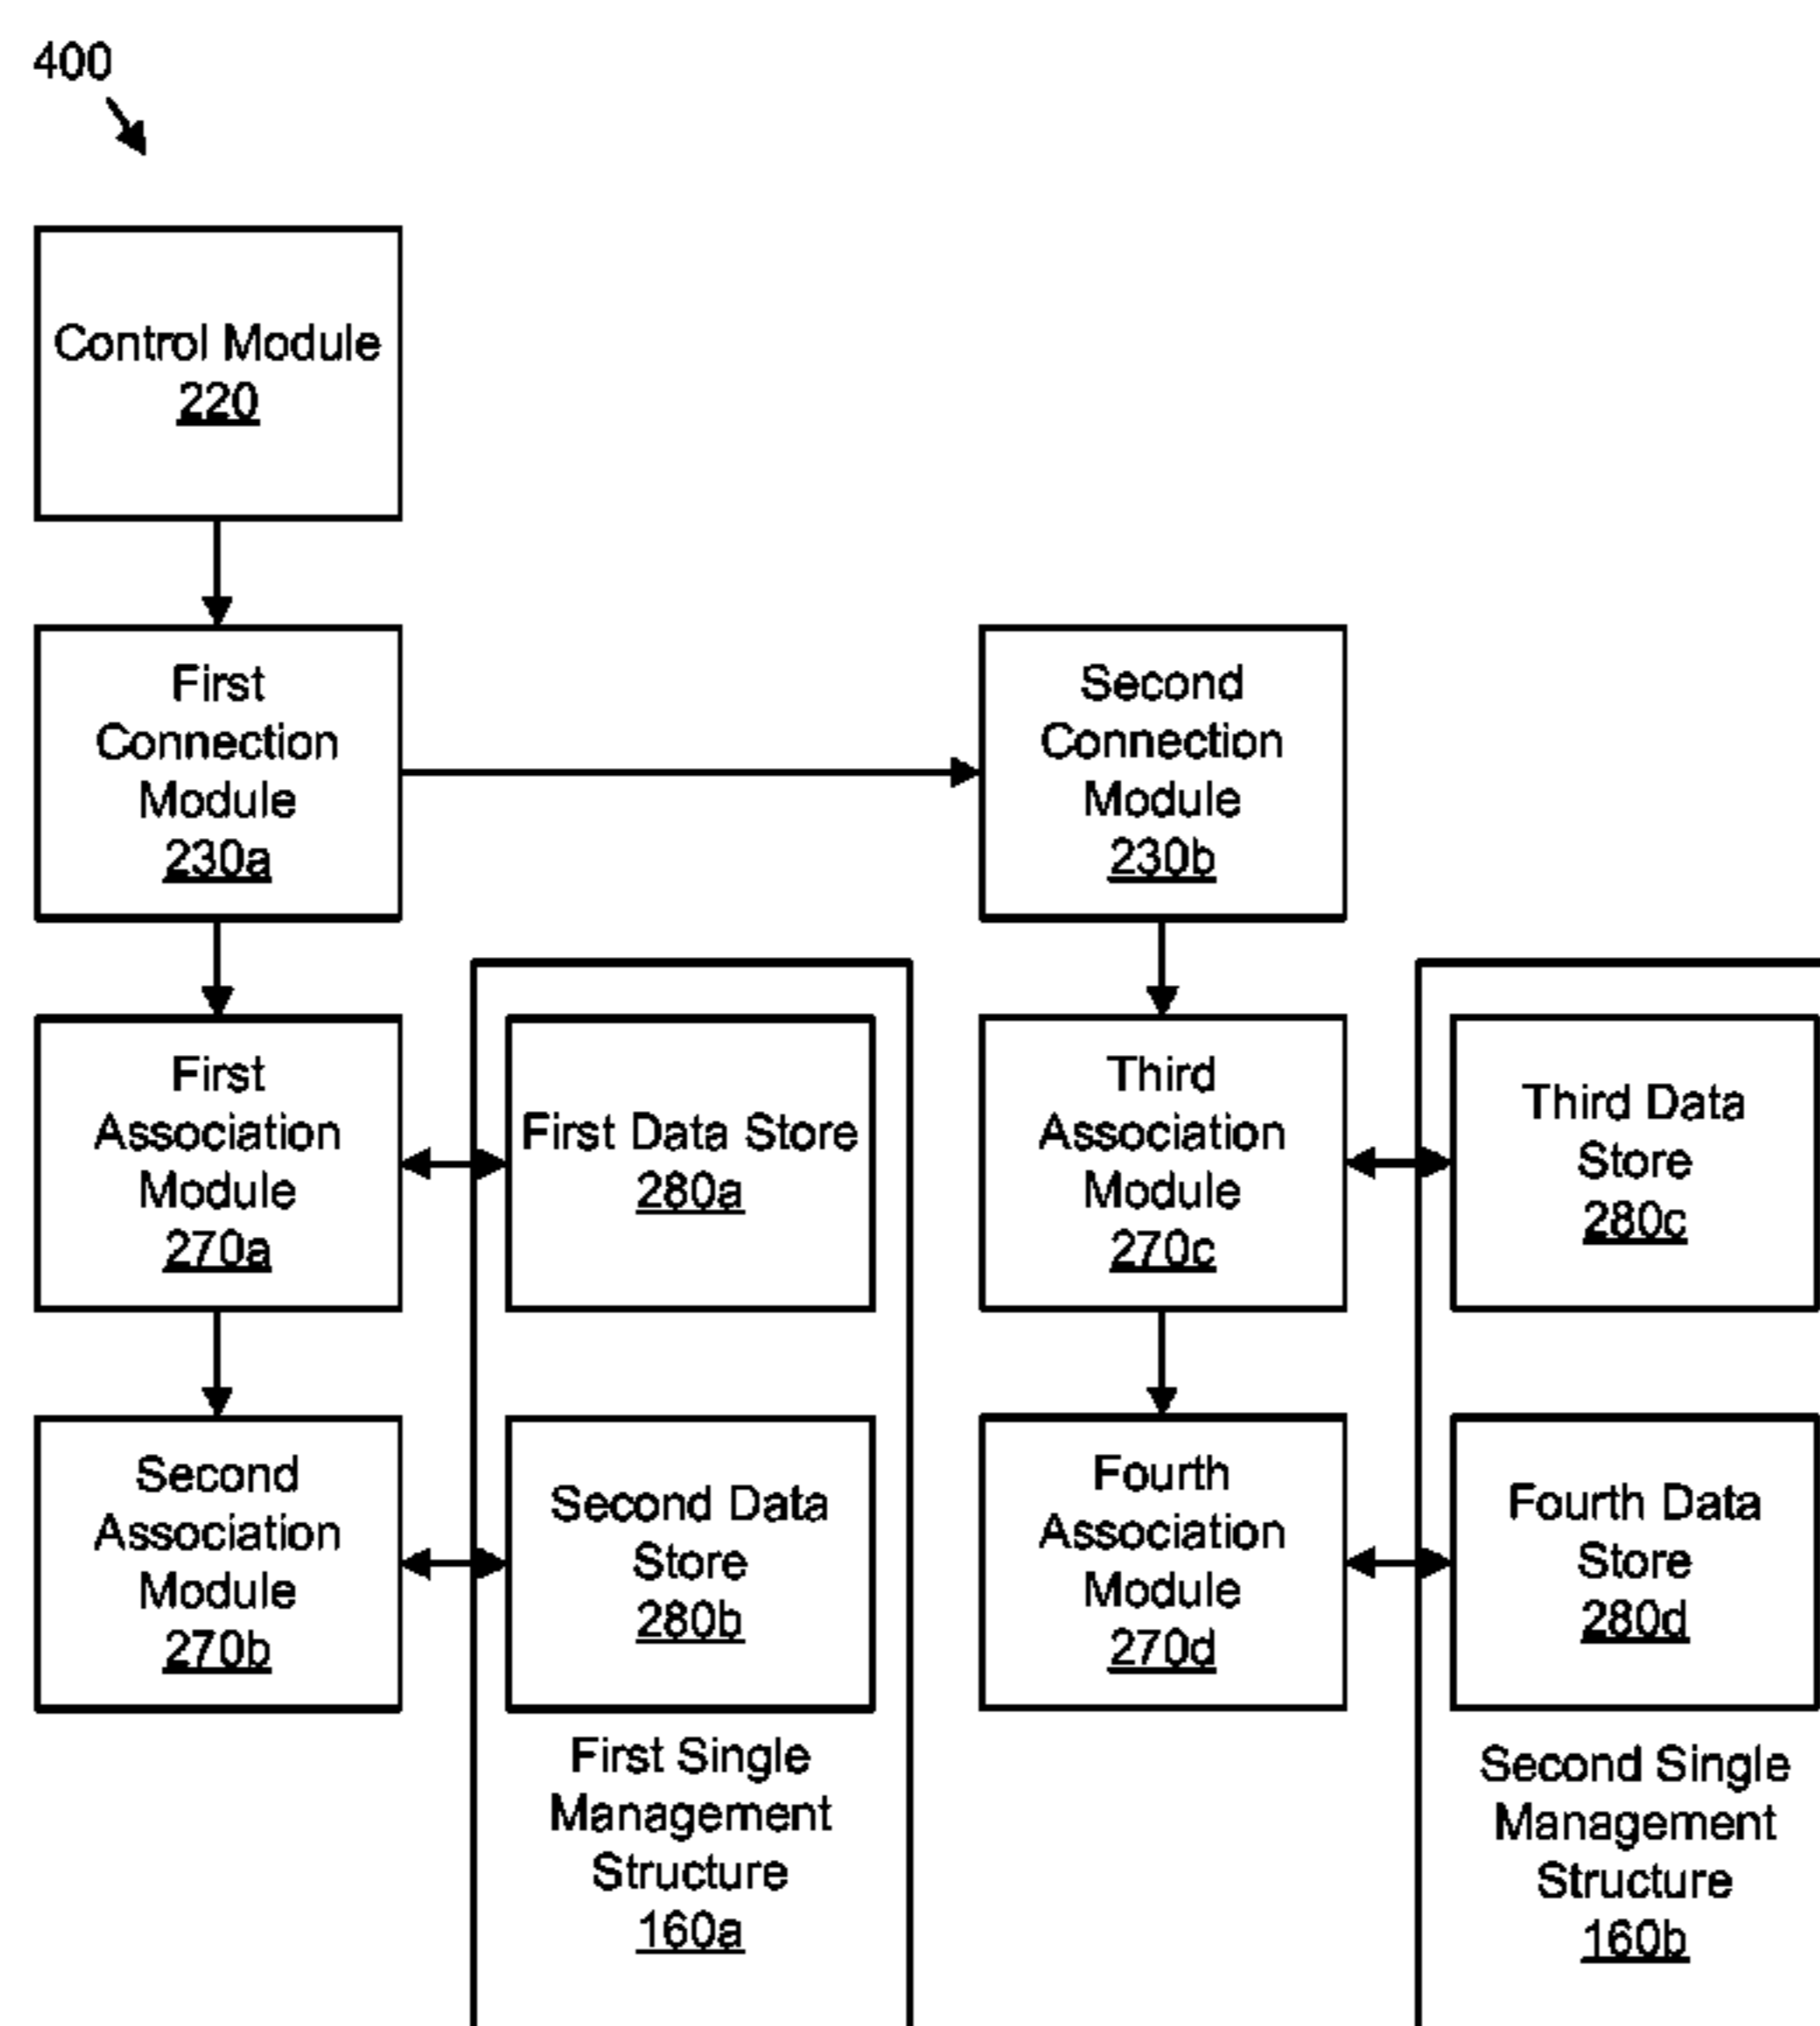 400
Control Module
220
First
Connection
Module
230a
Second
Connection
Module
230b
First
Association
Module
270a
First Data Store
280a
Third
Association
Module
270c
Third Data
Store
280c
Second
Association
Module
270b
Second Data
Store
280b
Fourth
Association
Module
270d
Fourth Data
Store
280d
First Single
Management
Structure
160a
Second Single
Management
Structure
160b